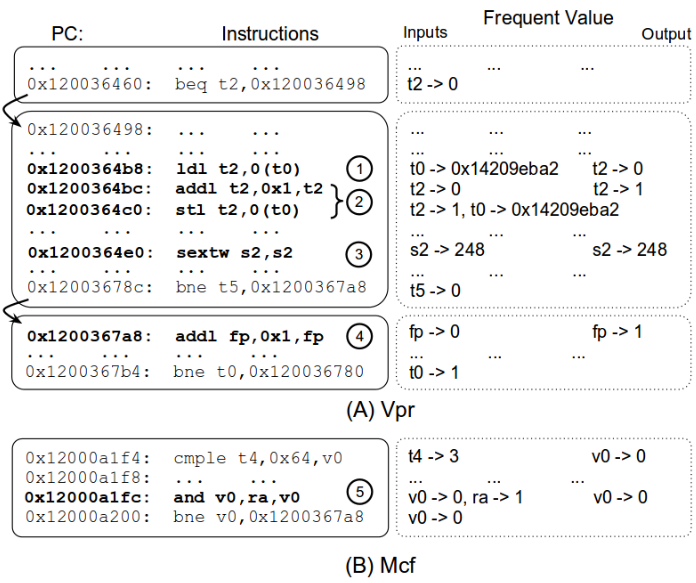 PC: Instructions Frequent Value Inputs Output
... ... ... ... ... ... ...
0x120036460: beq t2,0x120036498 t2 -> 0
0x120036498: ... ... ... ... ...
... ... ... ... ... ... ...
0x1200364b8: ldl t2,0(t0) 1 t0 -> 0x14209eba2 t2 -> 0
0x1200364bc: addl t2,0x1,t2 t2 -> 0 t2 -> 1
0x1200364c0: stl t2,0(t0) } 2 t2 -> 1, t0 -> 0x14209eba2
... ... ... ... ... ... ...
0x1200364e0: sextw s2,s2 3 s2 -> 248 s2 -> 248
... ... ... ... ... ... ...
0x12003678c: bne t5,0x1200367a8 t5 -> 0
0x1200367a8: addl fp,0x1,fp 4 fp -> 0 fp -> 1
... ... ... ... ... ...
0x1200367b4: bne t0,0x120036780 t0 -> 1
(A) Vpr
0x12000a1f4: cmple t4,0x64,v0 t4 -> 3 v0 -> 0
0x12000a1f8: ... ... ... ... ...
0x12000a1fc: and v0,ra,v0 5 v0 -> 0, ra -> 1 v0 -> 0
0x12000a200: bne v0,0x1200367a8 v0 -> 0
(B) Mcf